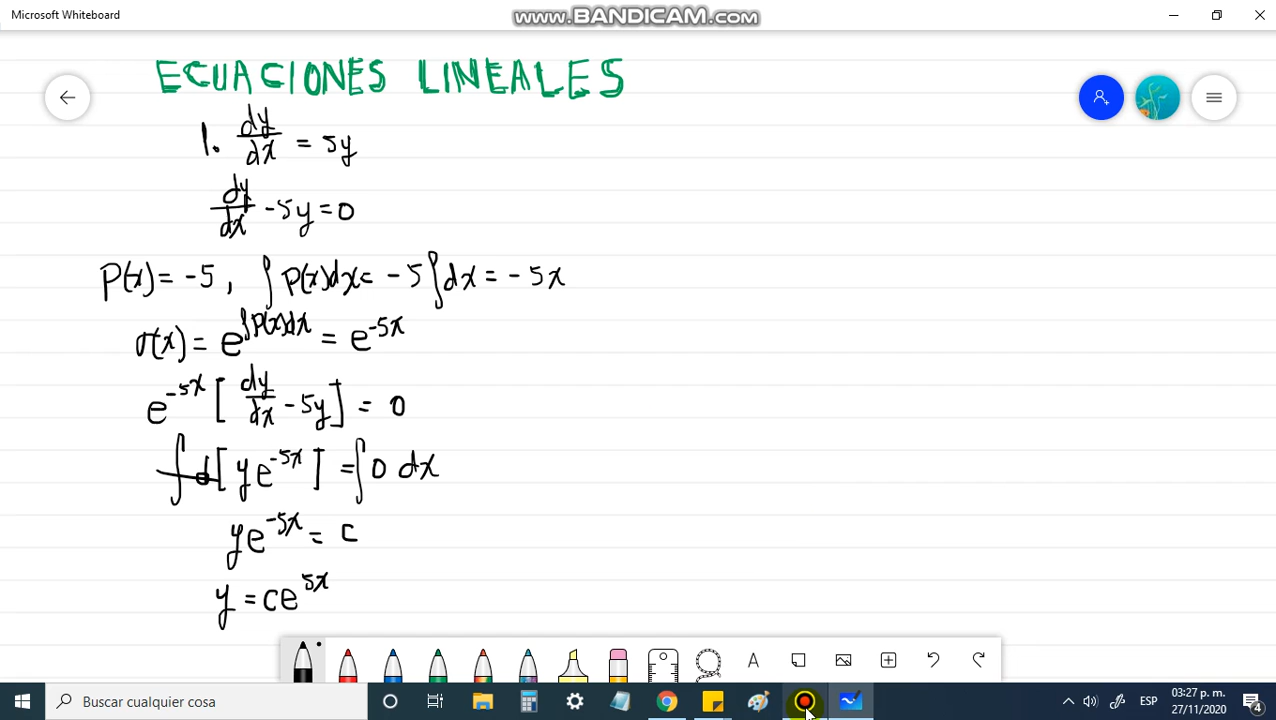 Microsoft Whiteboard
www.BANDICAM.com
ECUACIONES LINEALES
1. dy/dx = 5y
dy/dx - 5y = 0
P(x) = -5, ∫P(x)dx = -5∫dx = -5x
σ(x) = e^∫P(x)dx = e^-5x
e^-5x [dy/dx - 5y] = 0
∫d[ye^-5x] = ∫0 dx
ye^-5x = c
y = ce^5x
A
Buscar cualquier cosa
ESP
03:27 p. m.
27/11/2020
4